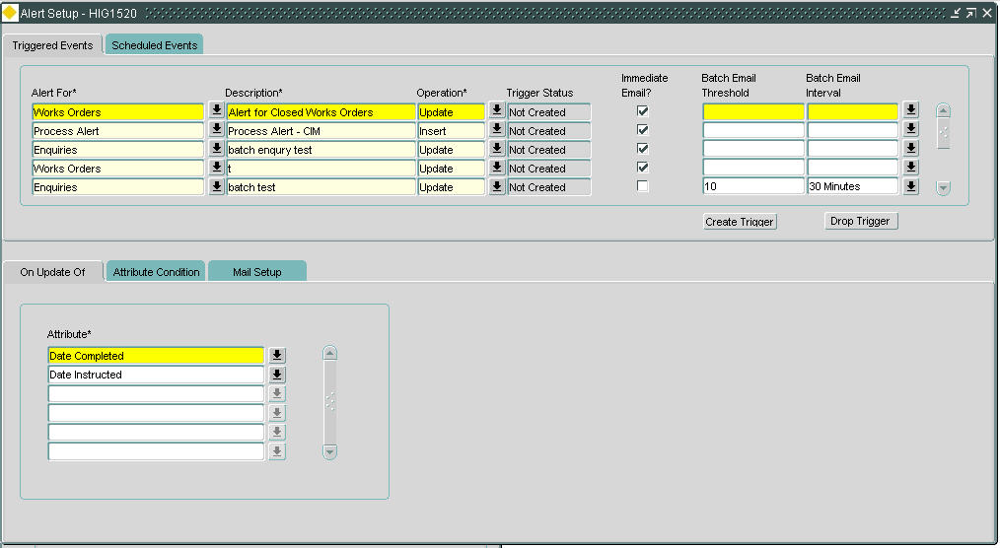 Alert Setup - HIG1520
Triggered Events Scheduled Events
Immediate Batch Email Batch Email
Alert For* Description* Operation* Trigger Status Email? Threshold Interval
Works Orders Alert for Closed Works Orders Update Not Created
Process Alert Process Alert - CIM Insert Not Created
Enquiries batch enqury test Update Not Created
Works Orders t Update Not Created
Enquiries batch test Update Not Created 10 30 Minutes
Create Trigger Drop Trigger
On Update Of Attribute Condition Mail Setup
Attribute*
Date Completed
Date Instructed